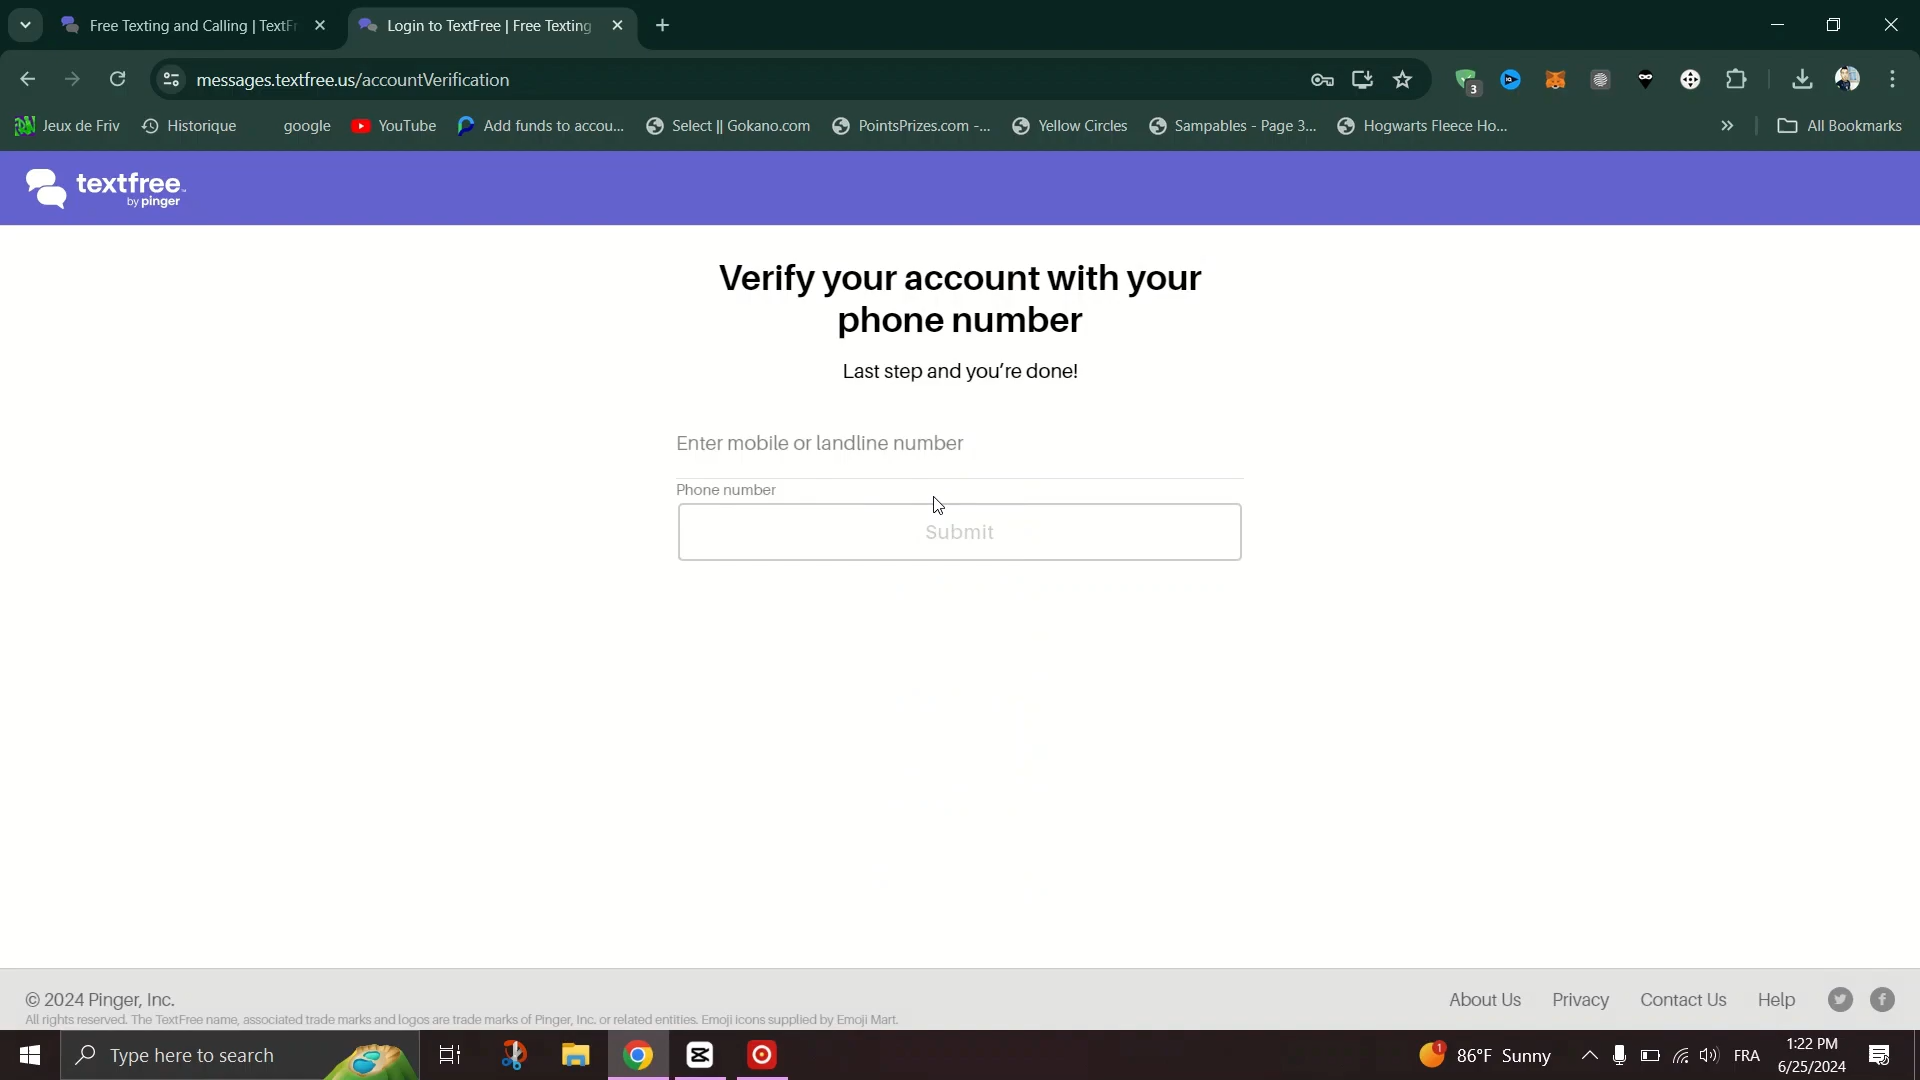 Free Texting and Calling | TextFr
Login to TextFree | Free Texting
messages.textfree.us/accountVerification
3
Jeux de Friv
Historique
google
YouTube
Add funds to accou...
Select || Gokano.com
PointsPrizes.com -...
Yellow Circles
Sampables - Page 3...
Hogwarts Fleece Ho...
All Bookmarks
textfree™
by pinger
Verify your account with your
phone number
Last step and you're done!
Enter mobile or landline number
Phone number
Submit
© 2024 Pinger, Inc.
All rights reserved. The TextFree name, associated trade marks and logos are trade marks of Pinger, Inc. or related entities. Emoji icons supplied by Emoji Mart.
About Us
Privacy
Contact Us
Help
Type here to search
1
86°F Sunny
FRA
1:22 PM
6/25/2024